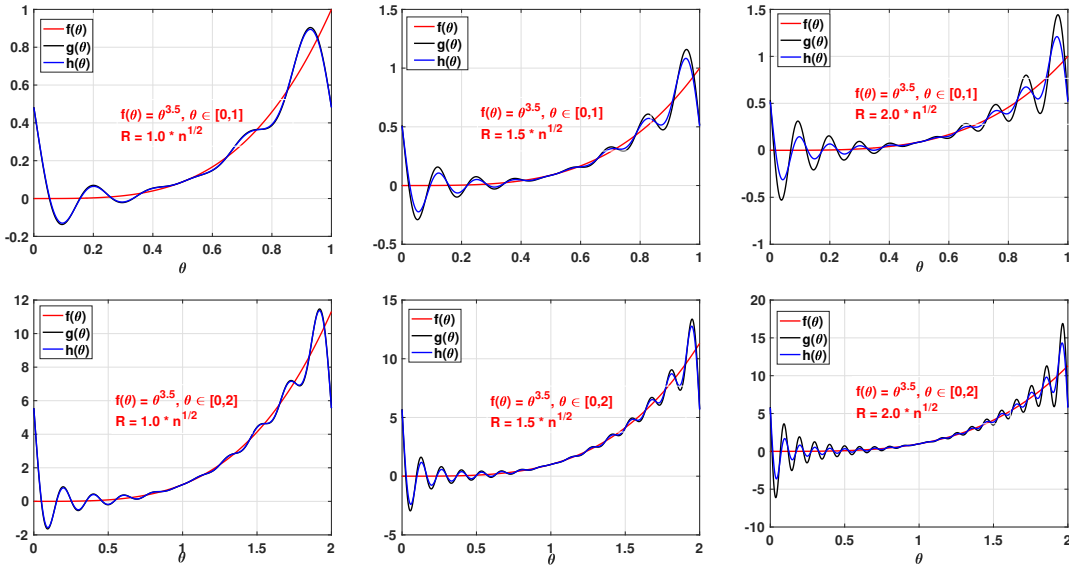 1
0.8
0.6
0.4
0.2
0
-0.2
f(θ)
g(θ)
h(θ)
f(θ) = θ^3.5, θ ∈ [0,1]
R = 1.0 * n^1/2
0 0.2 0.4 0.6 0.8 1
θ
1.5
1
0.5
0
-0.5
f(θ)
g(θ)
h(θ)
f(θ) = θ^3.5, θ ∈ [0,1]
R = 1.5 * n^1/2
0 0.2 0.4 0.6 0.8 1
θ
1.5
1
0.5
0
-0.5
-1
f(θ)
g(θ)
h(θ)
f(θ) = θ^3.5, θ ∈ [0,1]
R = 2.0 * n^1/2
0 0.2 0.4 0.6 0.8 1
θ
12
10
8
6
4
2
0
-2
f(θ)
g(θ)
h(θ)
f(θ) = θ^3.5, θ ∈ [0,2]
R = 1.0 * n^1/2
0 0.5 1 1.5 2
θ
15
10
5
0
-5
f(θ)
g(θ)
h(θ)
f(θ) = θ^3.5, θ ∈ [0,2]
R = 1.5 * n^1/2
0 0.5 1 1.5 2
θ
20
15
10
5
0
-5
-10
f(θ)
g(θ)
h(θ)
f(θ) = θ^3.5, θ ∈ [0,2]
R = 2.0 * n^1/2
0 0.5 1 1.5 2
θ